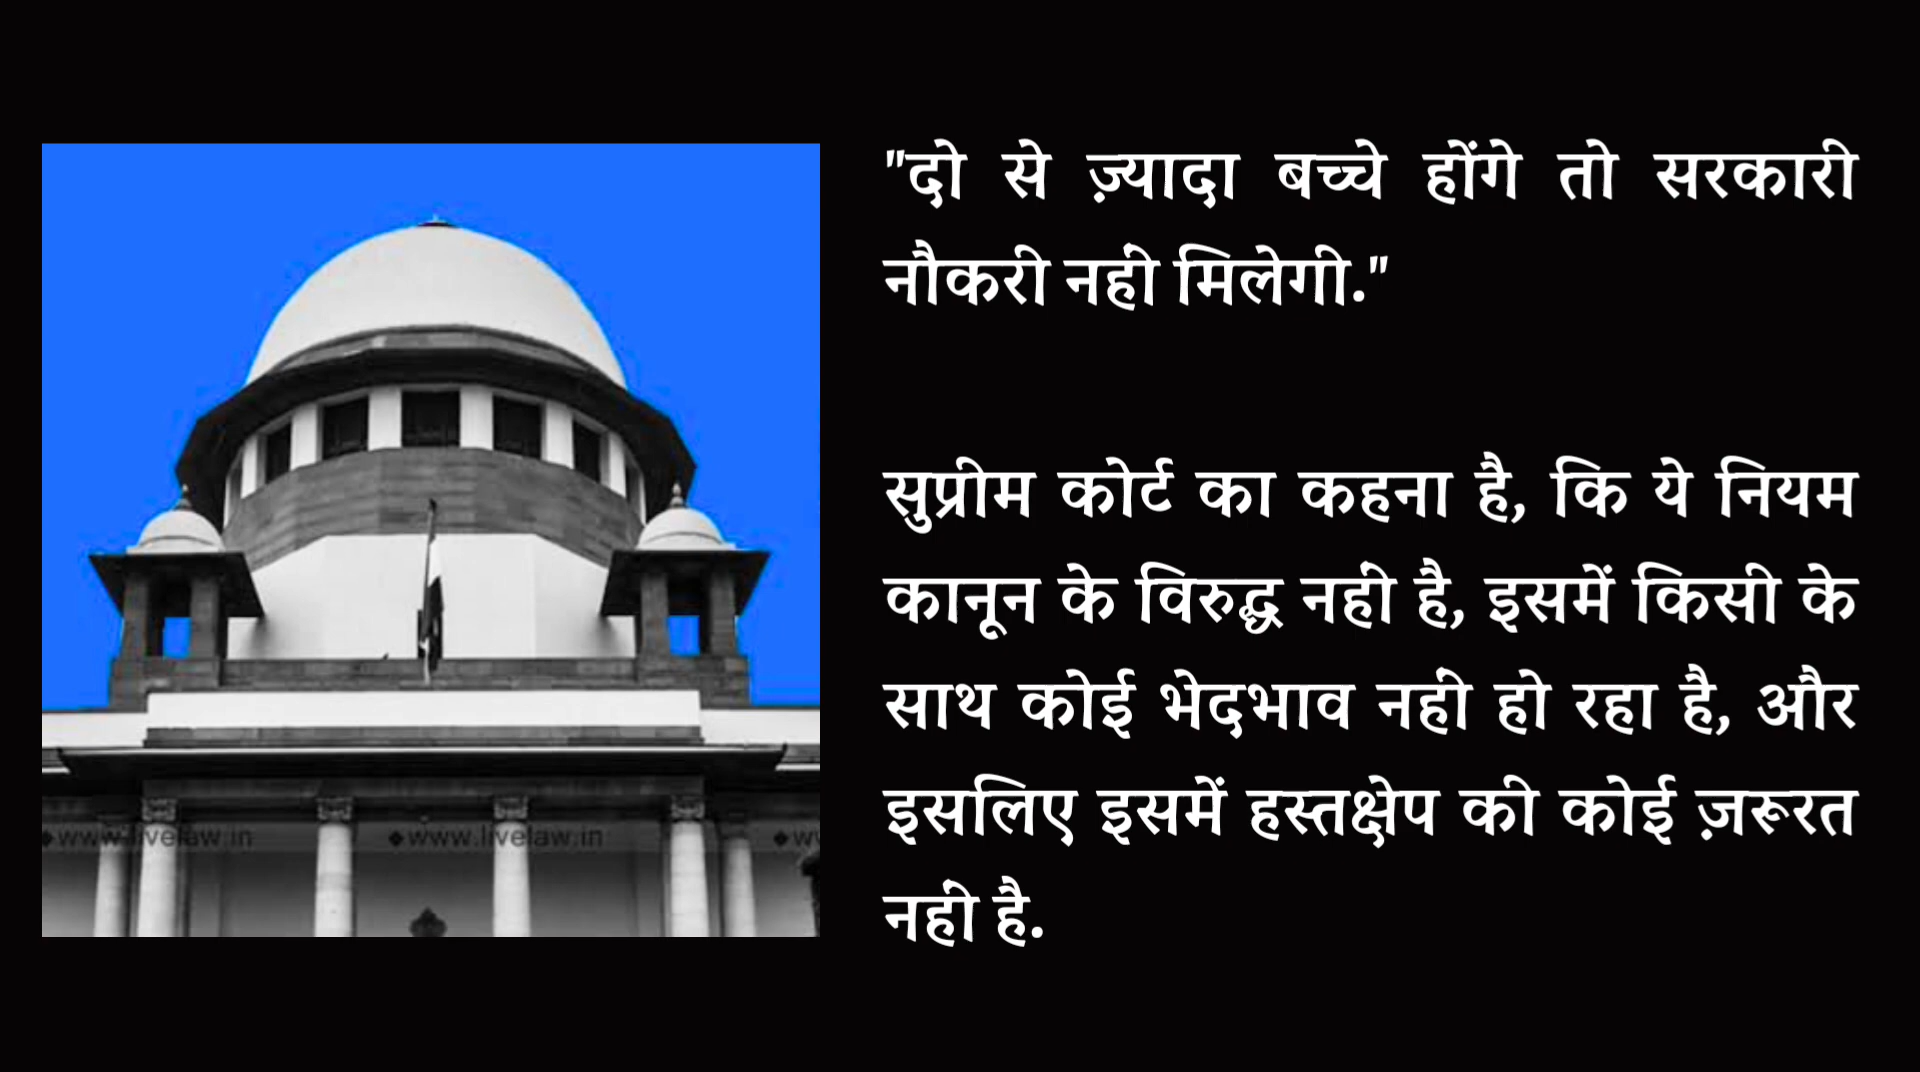 "दो से ज़्यादा बच्चे होंगे तो सरकारी
नौकरी नहीं मिलेगी."
सुप्रीम कोर्ट का कहना है, कि ये नियम
कानून के विरुद्ध नहीं है, इसमें किसी के
साथ कोई भेदभाव नहीं हो रहा है, और
इसलिए इसमें हस्तक्षेप की कोई ज़रूरत
नहीं है.
www.livelaw.in
www.livelaw.in